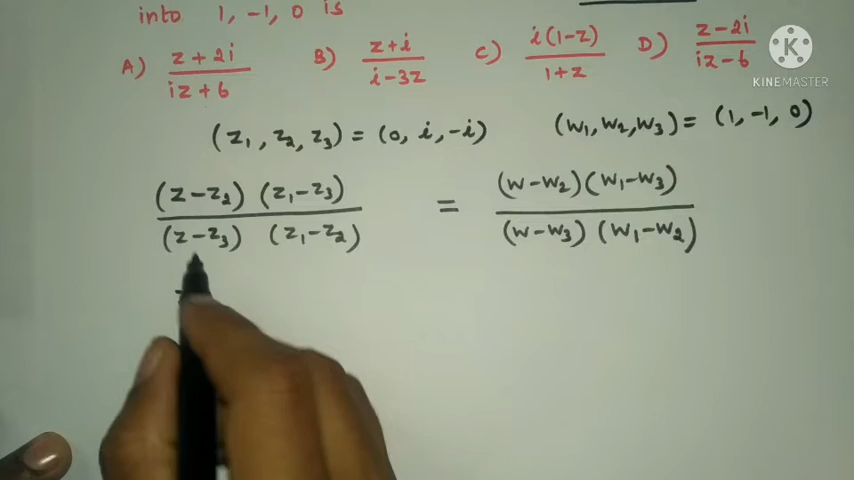 into 1, -1, 0 is
A) z+2i / iz+6 B) z+i / i-3z C) i(1-z) / 1+z D) z-2i / iz-6
KINEMASTER
(z₁, z₂, z₃) = (0, i, -i) (w₁, w₂, w₃) = (1, -1, 0)
(z-z₂) (z₁-z₃) / (z-z₃) (z₁-z₂) = (w-w₂)(w₁-w₃) / (w-w₃) (w₁-w₂)